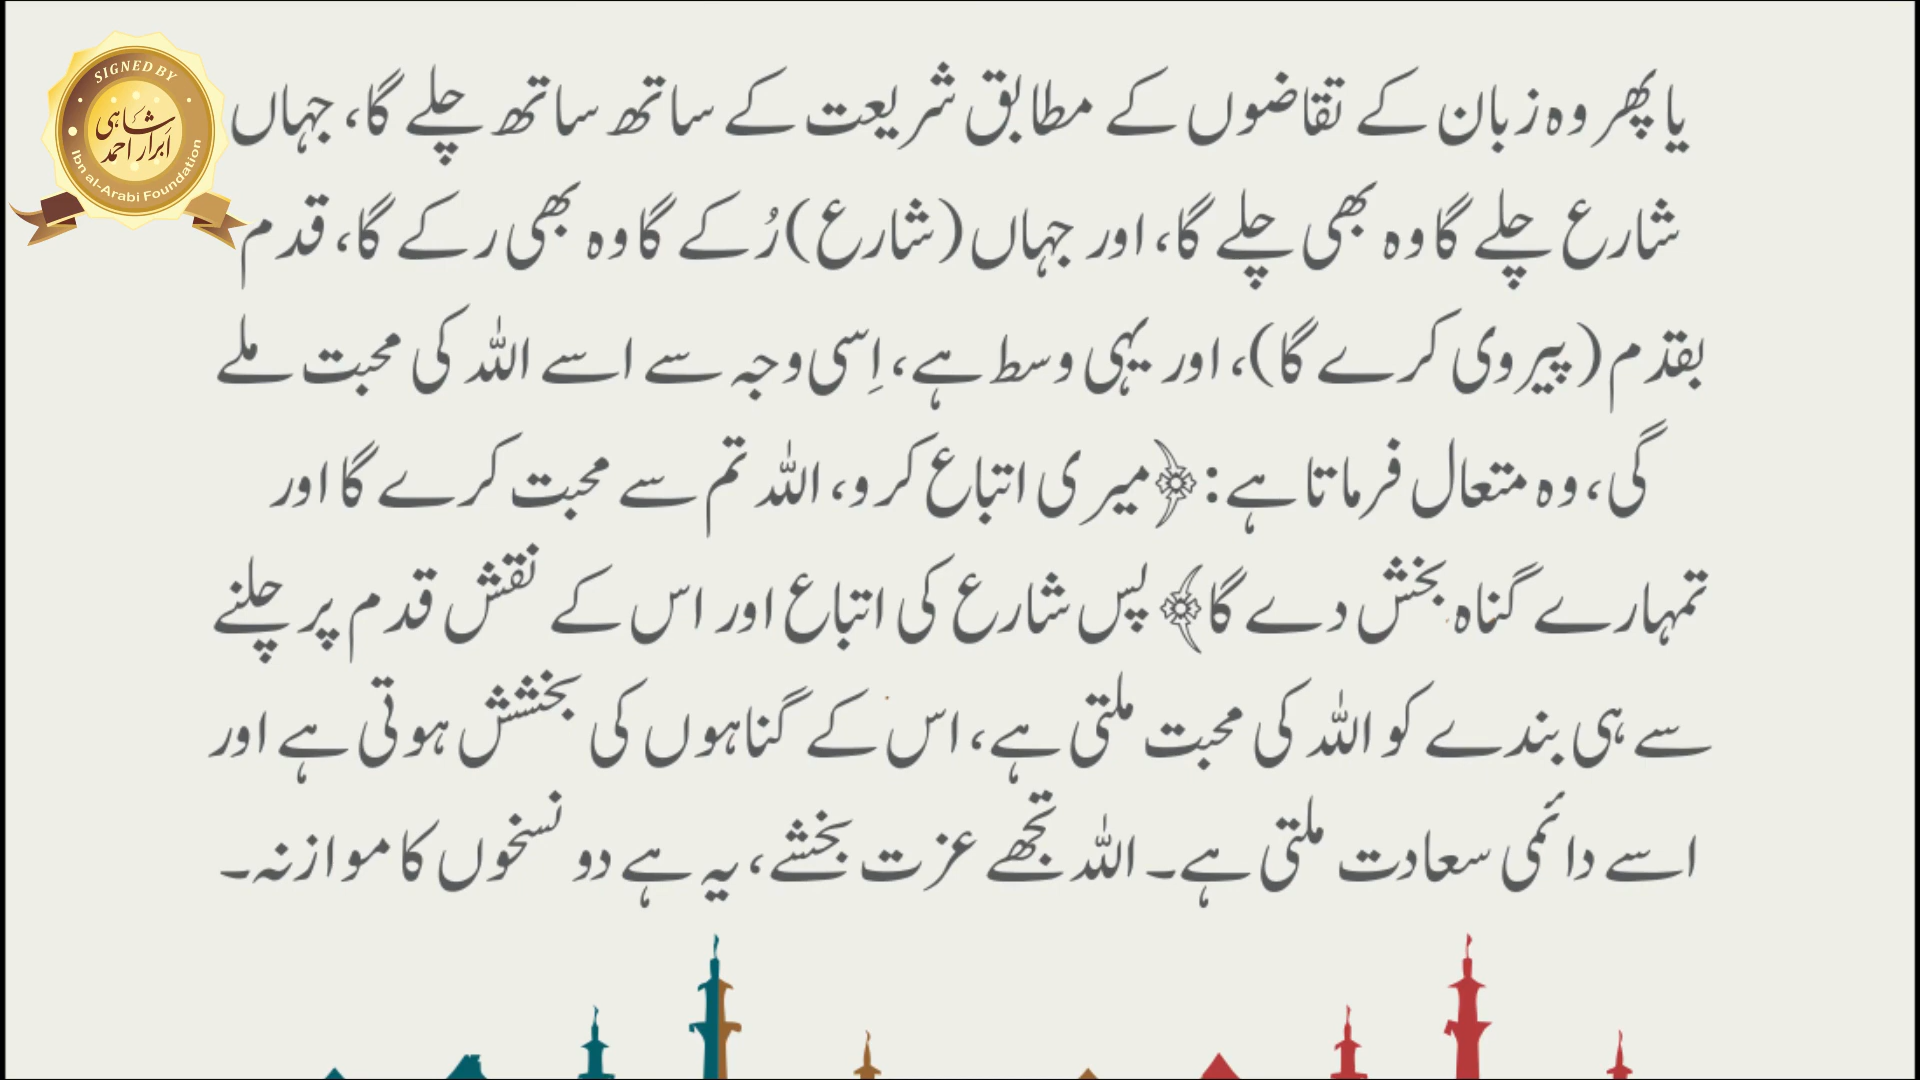 SIGNED BY
شاہی
ابرار احمد
Ibn al-Arabi Foundation
یا پھر وہ زبان کے تقاضوں کے مطابق شریعت کے ساتھ ساتھ چلے گا، جہاں
شارع چلے گا وہ بھی چلے گا، اور جہاں (شارع) رُکے گا وہ بھی رکے گا، قدم
بقدم (پیروی کرے گا)، اور یہی وسط ہے، اِسی وجہ سے اسے اللہ کی محبت ملے
گی، وہ متعال فرماتا ہے: ﴿میری اتباع کرو، اللہ تم سے محبت کرے گا اور
تمہارے گناہ بخش دے گا﴾ پس شارع کی اتباع اور اس کے نقش قدم پر چلنے
سے ہی بندے کو اللہ کی محبت ملتی ہے، اس کے گناہوں کی بخشش ہوتی ہے اور
اسے دائمی سعادت ملتی ہے۔ اللہ تجھے عزت بخشے، یہ ہے دو نسخوں کا موازنہ۔